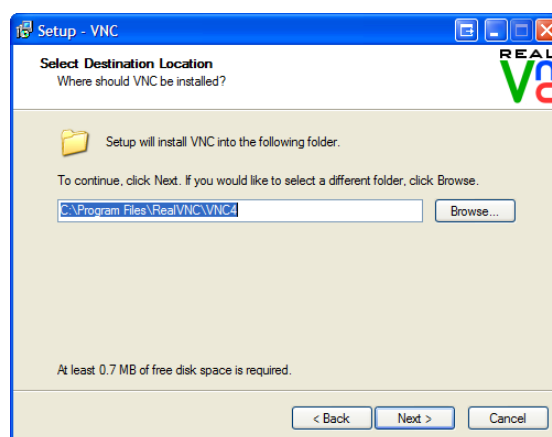 Setup - VNC
Select Destination Location
Where should VNC be installed?
REAL
VNC
Setup will install VNC into the following folder.
To continue, click Next. If you would like to select a different folder, click Browse.
C:\Program Files\RealVNC\VNC4
Browse...
At least 0.7 MB of free disk space is required.
< Back
Next >
Cancel